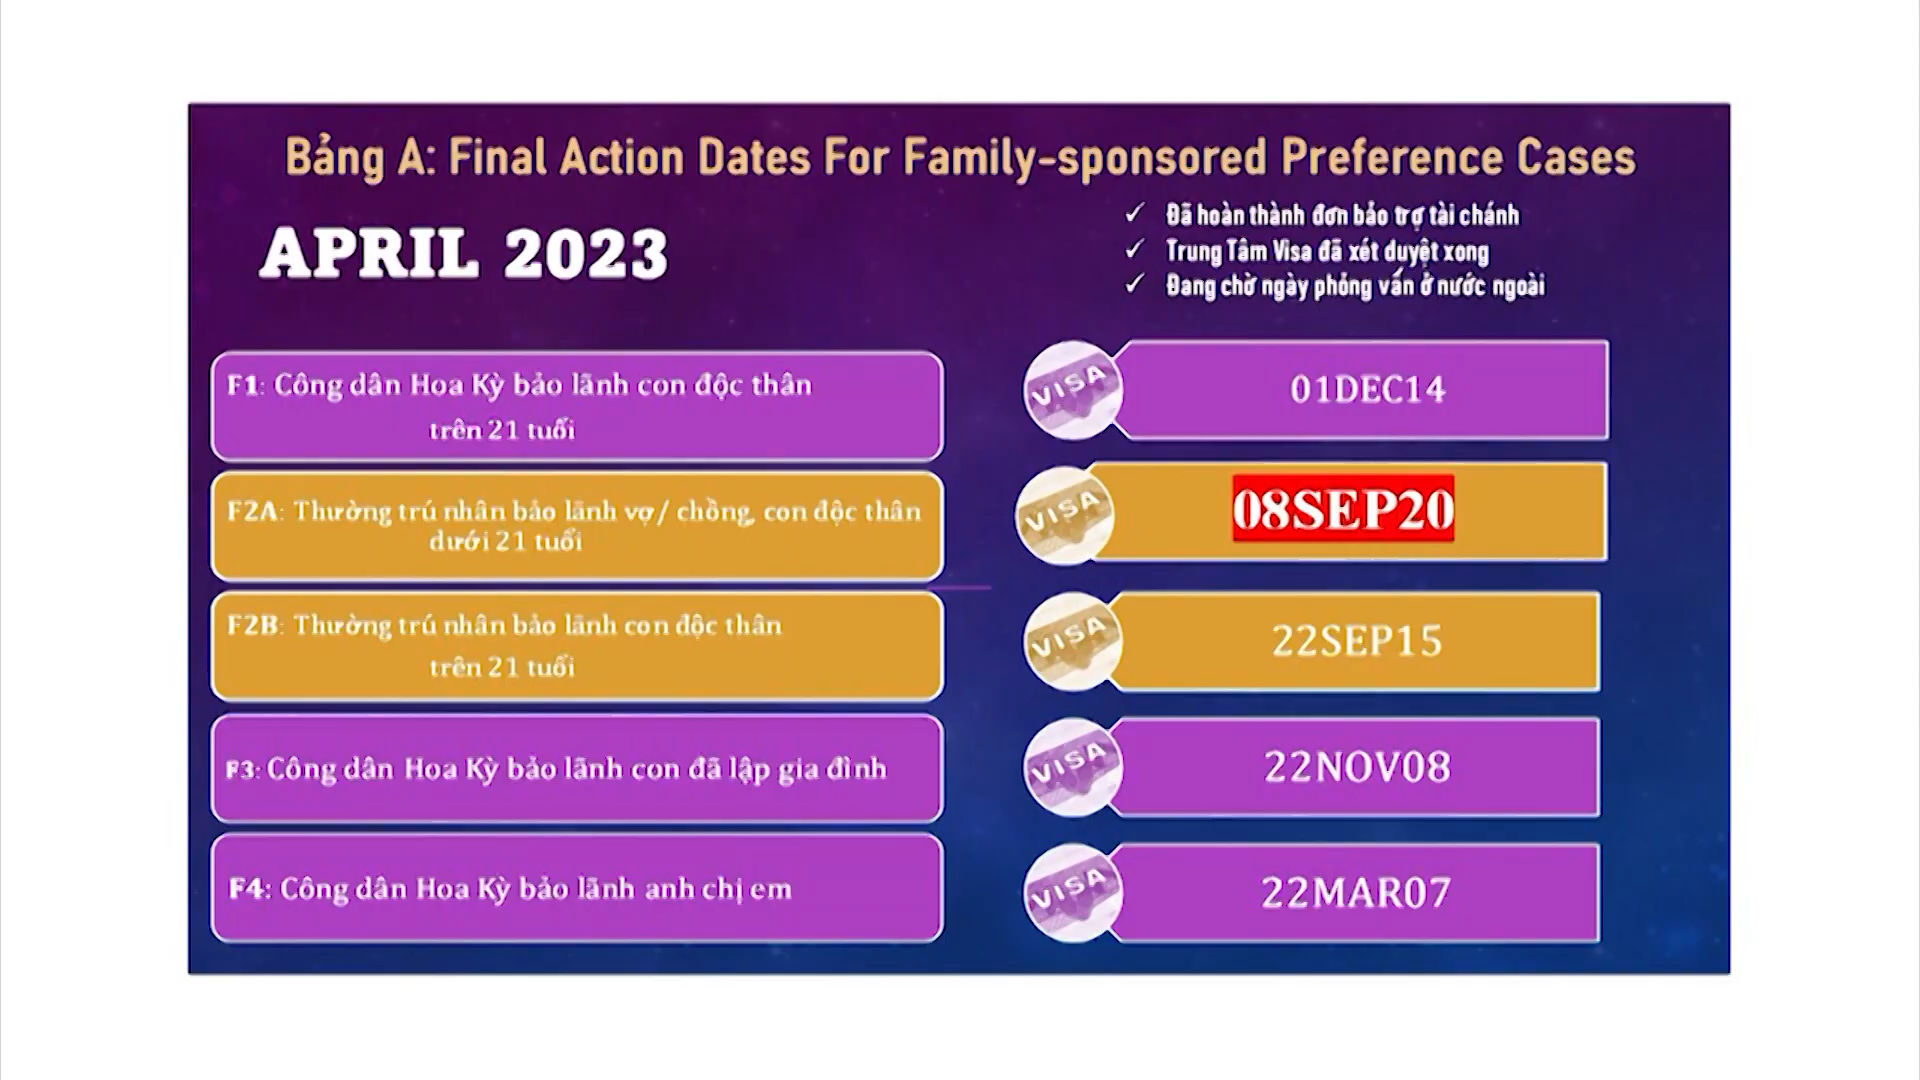 Bảng A: Final Action Dates For Family-sponsored Preference Cases
APRIL 2023
✓ Đã hoàn thành đơn bảo trợ tài chánh
✓ Trung Tâm Visa đã xét duyệt xong
✓ Đang chờ ngày phỏng vấn ở nước ngoài
F1: Công dân Hoa Kỳ bảo lãnh con độc thân
trên 21 tuổi
VISA
01DEC14
F2A: Thường trú nhân bảo lãnh vợ/ chồng, con độc thân
dưới 21 tuổi
VISA
08SEP20
F2B: Thường trú nhân bảo lãnh con độc thân
trên 21 tuổi
VISA
22SEP15
F3: Công dân Hoa Kỳ bảo lãnh con đã lập gia đình
VISA
22NOV08
F4: Công dân Hoa Kỳ bảo lãnh anh chị em
VISA
22MAR07